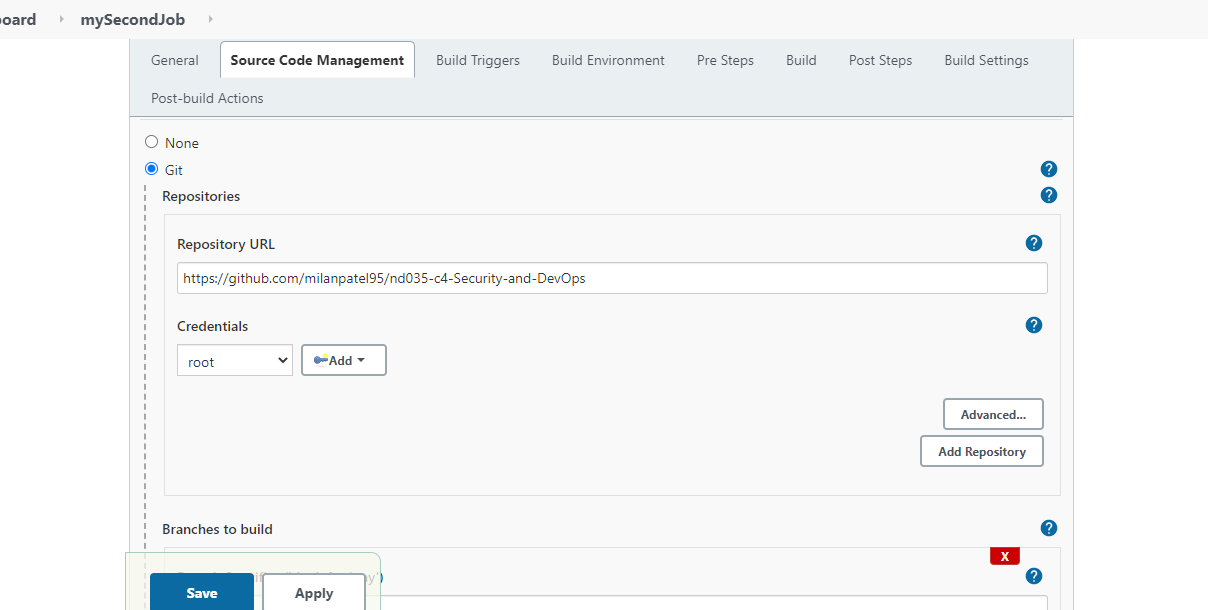 oard mySecondJob
General Source Code Management Build Triggers Build Environment Pre Steps Build Post Steps Build Settings
Post-build Actions
None
Git ?
Repositories ?
Repository URL ?
https://github.com/milanpatel95/nd035-c4-Security-and-DevOps
Credentials ?
root Add
Advanced...
Add Repository
Branches to build ?
X
?
Save Apply